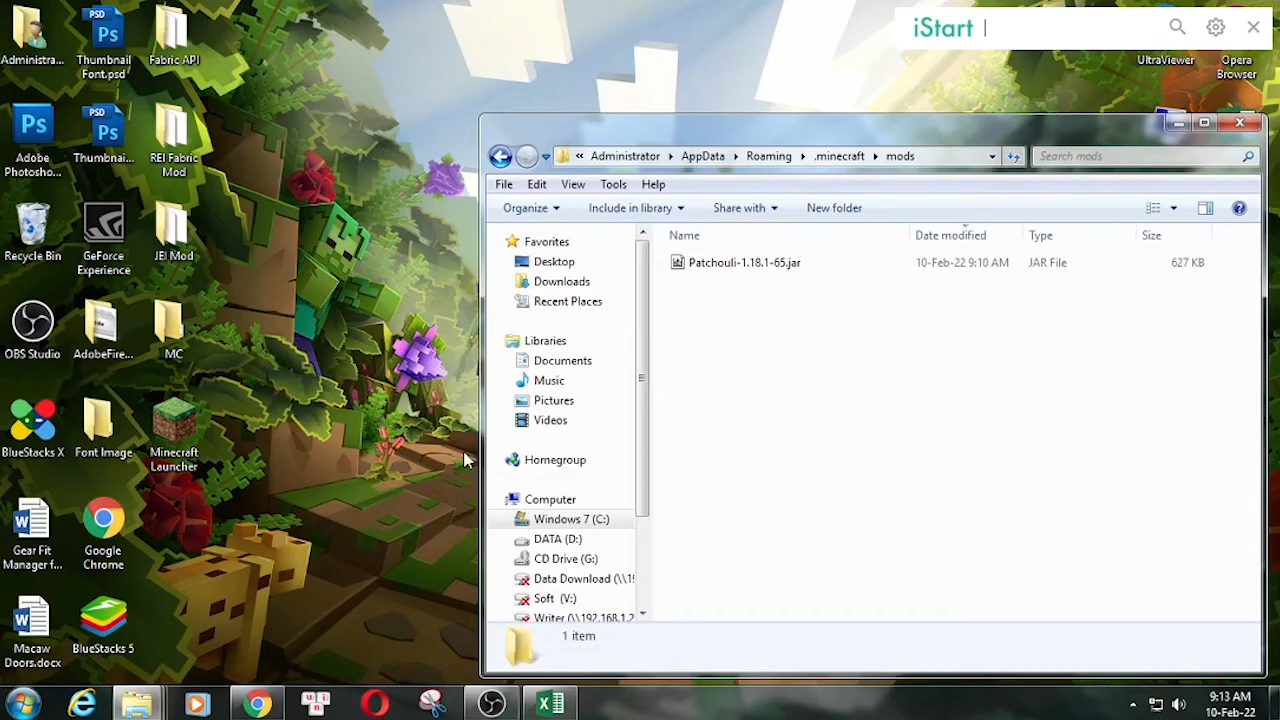 Administra...
PSD
Ps
Thumbnail
Font.psd
Fabric API
iStart
UltraViewer
Opera
Browser
Ps
Adobe
Photosho...
PSD
Ps
Thumbnai...
REI Fabric
Mod
Recycle Bin
GeForce
Experience
JEI Mod
OBS Studio
AdobeFire...
MC
BlueStacks X
Font Image
Minecraft
Launcher
Gear Fit
Manager f...
Google
Chrome
Macaw
Doors.docx
BlueStacks 5
« Administrator AppData Roaming .minecraft mods
Search mods
File Edit View Tools Help
Organize Include in library Share with New folder
Name Date modified Type Size
Patchouli-1.18.1-65.jar 10-Feb-22 9:10 AM JAR File 627 KB
Favorites
Desktop
Downloads
Recent Places
Libraries
Documents
Music
Pictures
Videos
Homegroup
Computer
Windows 7 (C:)
DATA (D:)
CD Drive (G:)
Data Download (\\1
Soft (V:)
Writer (\\192.168.1.2
1 item
9:13 AM
10-Feb-22